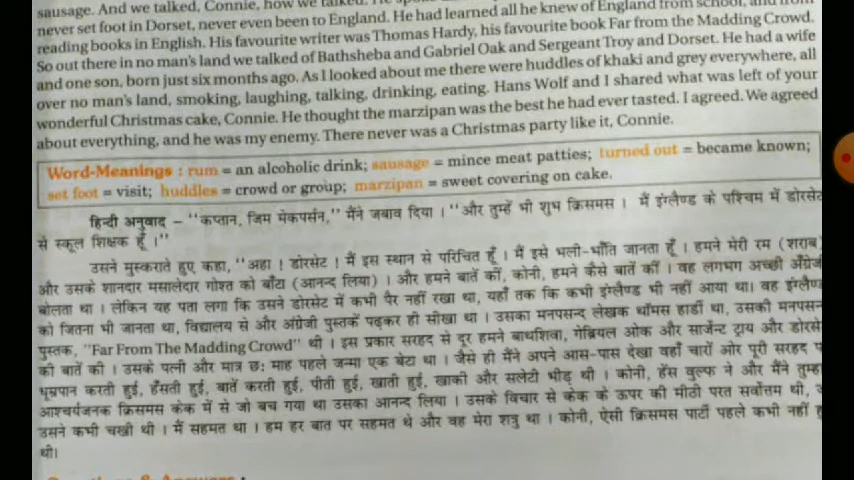 sausage. And we talked, Connie, how we talked. He
never set foot in Dorset, never even been to England. He had learned all he knew of England from school, and from
reading books in English. His favourite writer was Thomas Hardy, his favourite book Far from the Madding Crowd.
So out there in no man's land we talked of Bathsheba and Gabriel Oak and Sergeant Troy and Dorset. He had a wife
and one son, born just six months ago. As I looked about me there were huddles of khaki and grey everywhere, all
over no man's land, smoking, laughing, talking, drinking, eating. Hans Wolf and I shared what was left of your
wonderful Christmas cake, Connie. He thought the marzipan was the best he had ever tasted. I agreed. We agreed
about everything, and he was my enemy. There never was a Christmas party like it, Connie.
Word-Meanings : rum = an alcoholic drink; sausage = mince meat patties; turned out = became known;
set foot = visit; huddles = crowd or group; marzipan = sweet covering on cake.
हिन्दी अनुवाद – "कप्तान, जिम मेकपर्सन," मैंने जबाव दिया । "और तुम्हें भी शुभ क्रिसमस । मैं इंग्लैण्ड के पश्चिम में डोरसेट
से स्कूल शिक्षक हूँ ।"
उसने मुस्कराते हुए कहा, "अहा ! डोरसेट ! मैं इस स्थान से परिचित हूँ । मैं इसे भली-भाँति जानता हूँ । हमने मेरी रम (शराब)
और उसके शानदार मसालेदार गोश्त को बाँटा (आनन्द लिया) । और हमने बातें कीं, कोनी, हमने कैसे बातें कीं । वह लगभग अच्छी अँग्रेजी
बोलता था । लेकिन यह पता लगा कि उसने डोरसेट में कभी पैर नहीं रखा था, यहाँ तक कि कभी इंग्लैण्ड भी नहीं आया था। वह इंग्लैण्ड
को जितना भी जानता था, विद्यालय से और अंग्रेजी पुस्तकें पढ़कर ही सीखा था । उसका मनपसन्द लेखक थॉमस हार्डी था, उसकी मनपसन्द
पुस्तक, "Far From The Madding Crowd" थी । इस प्रकार सरहद से दूर हमने बाथशिवा, गेब्रियल ओक और सार्जेन्ट ट्राय और डोरसेट
की बातें की । उसके पत्नी और मात्र छः माह पहले जन्मा एक बेटा था । जैसे ही मैंने अपने आस-पास देखा वहाँ चारों ओर पूरी सरहद
धूम्रपान करती हुई, हँसती हुई, बातें करती हुई, पीती हुई, खाती हुई, खाकी और सलेटी भीड़ थी । कोनी, हँस वुल्फ ने और मैंने
आश्चर्यजनक क्रिसमस केक में से जो बच गया था उसका आनन्द लिया । उसके विचार से केक के ऊपर की मीठी परत सर्वोत्तम थी,
उसने कभी चखी थी । मैं सहमत था । हम हर बात पर सहमत थे और वह मेरा शत्रु था । कोनी, ऐसी क्रिसमस पार्टी पहले कभी नहीं
थी।